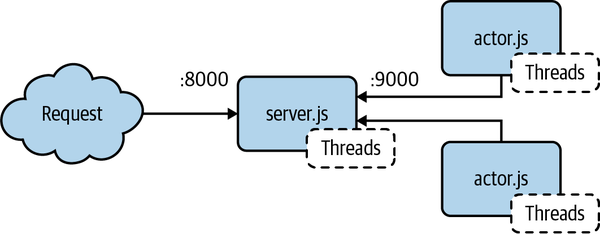 Request
:8000
server.js
Threads
:9000
actor.js
Threads
actor.js
Threads